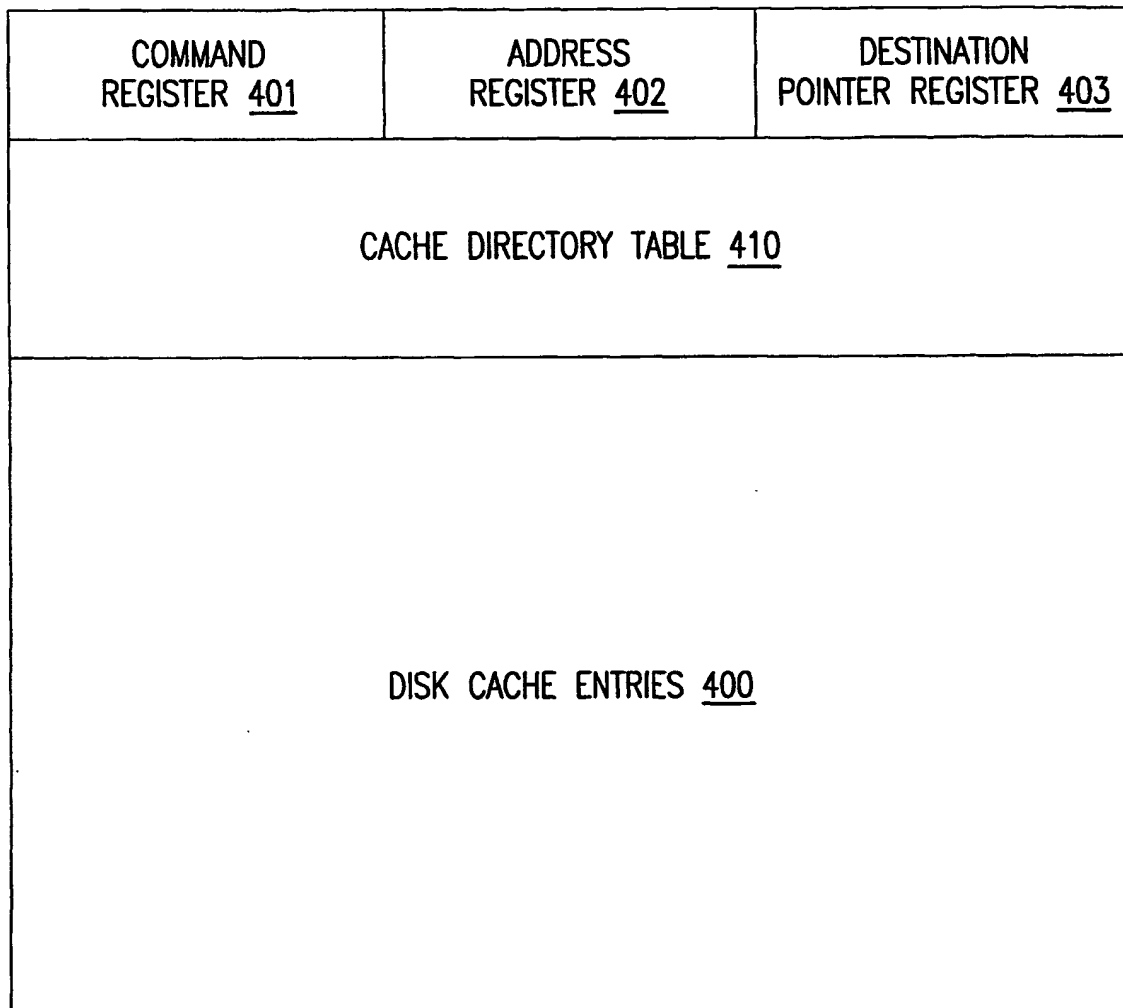 COMMAND
REGISTER 401
ADDRESS
REGISTER 402
DESTINATION
POINTER REGISTER 403
CACHE DIRECTORY TABLE 410
DISK CACHE ENTRIES 400